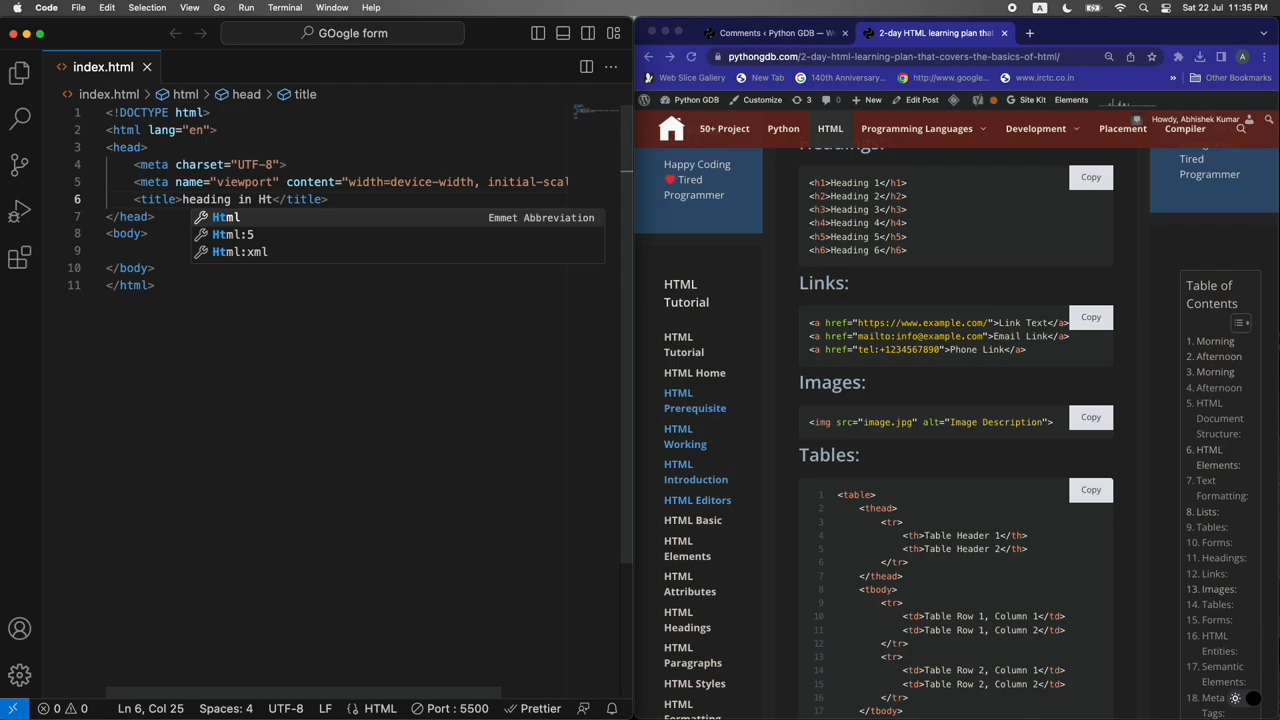 Code File Edit Selection View Go Run Terminal Window Help
A
Sat 22 Jul 11:35 PM
GOogle form
index.html
index.html > html > head > title
1 <!DOCTYPE html>
2 <html lang="en">
3 <head>
4 <meta charset="UTF-8">
5 <meta name="viewport" content="width=device-width, initial-scal
6 <title>heading in Ht</title>
7 </head>
8 <body>
9
10 </body>
11 </html>
Html Emmet Abbreviation
Html:5
Html:xml
0 0 Ln 6, Col 25 Spaces: 4 UTF-8 LF HTML Port : 5500 Prettier
Comments ‹ Python GDB — W
2-day HTML learning plan that
pythongdb.com/2-day-html-learning-plan-that-covers-the-basics-of-html/
A
Web Slice Gallery New Tab 140th Anniversary... http://www.google... www.irctc.co.in » Other Bookmarks
Python GDB Customize 3 0 New Edit Post Site Kit Elements
Howdy, Abhishek Kumar
50+ Project Python HTML Programming Languages Development Placement Compiler
Happy Coding
Tired
Programmer
HTML
Tutorial
HTML
Tutorial
HTML Home
HTML
Prerequisite
HTML
Working
HTML
Introduction
HTML Editors
HTML Basic
HTML
Elements
HTML
Attributes
HTML
Headings
HTML
Paragraphs
HTML Styles
HTML
Formatting
Headings:
Copy
<h1>Heading 1</h1>
<h2>Heading 2</h2>
<h3>Heading 3</h3>
<h4>Heading 4</h4>
<h5>Heading 5</h5>
<h6>Heading 6</h6>
Links:
Copy
<a href="https://www.example.com/">Link Text</a>
<a href="mailto:info@example.com">Email Link</a>
<a href="tel:+1234567890">Phone Link</a>
Images:
Copy
<img src="image.jpg" alt="Image Description">
Tables:
Copy
1 <table>
2 <thead>
3 <tr>
4 <th>Table Header 1</th>
5 <th>Table Header 2</th>
6 </tr>
7 </thead>
8 <tbody>
9 <tr>
10 <td>Table Row 1, Column 1</td>
11 <td>Table Row 1, Column 2</td>
12 </tr>
13 <tr>
14 <td>Table Row 2, Column 1</td>
15 <td>Table Row 2, Column 2</td>
16 </tr>
17 </tbody>
Tired
Programmer
Table of
Contents
1. Morning
2. Afternoon
3. Morning
4. Afternoon
5. HTML
Document
Structure:
6. HTML
Elements:
7. Text
Formatting:
8. Lists:
9. Tables:
10. Forms:
11. Headings:
12. Links:
13. Images:
14. Tables:
15. Forms:
16. HTML
Entities:
17. Semantic
Elements:
18. Meta
Tags: